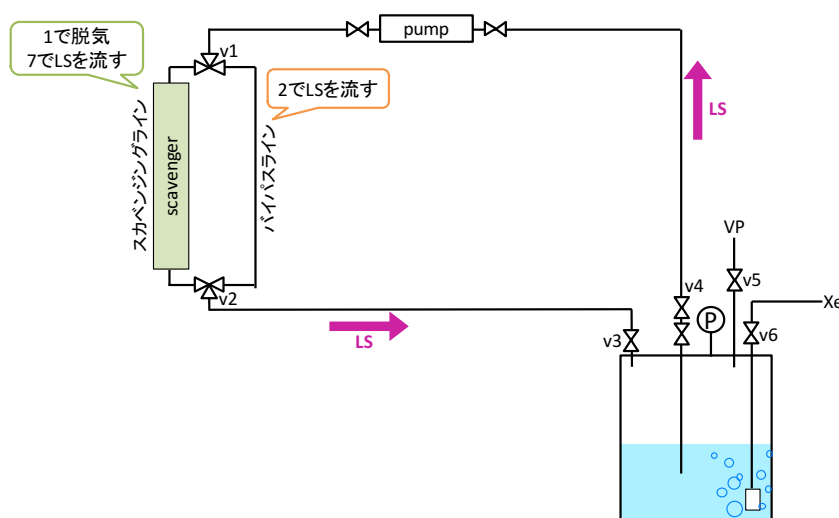 1で脱気
7でLSを流す
v1
pump
2でLSを流す
スカベンジングライン
scavenger
バイパスライン
LS
VP
v5
v4
Xe
P
v6
v2
v3
LS